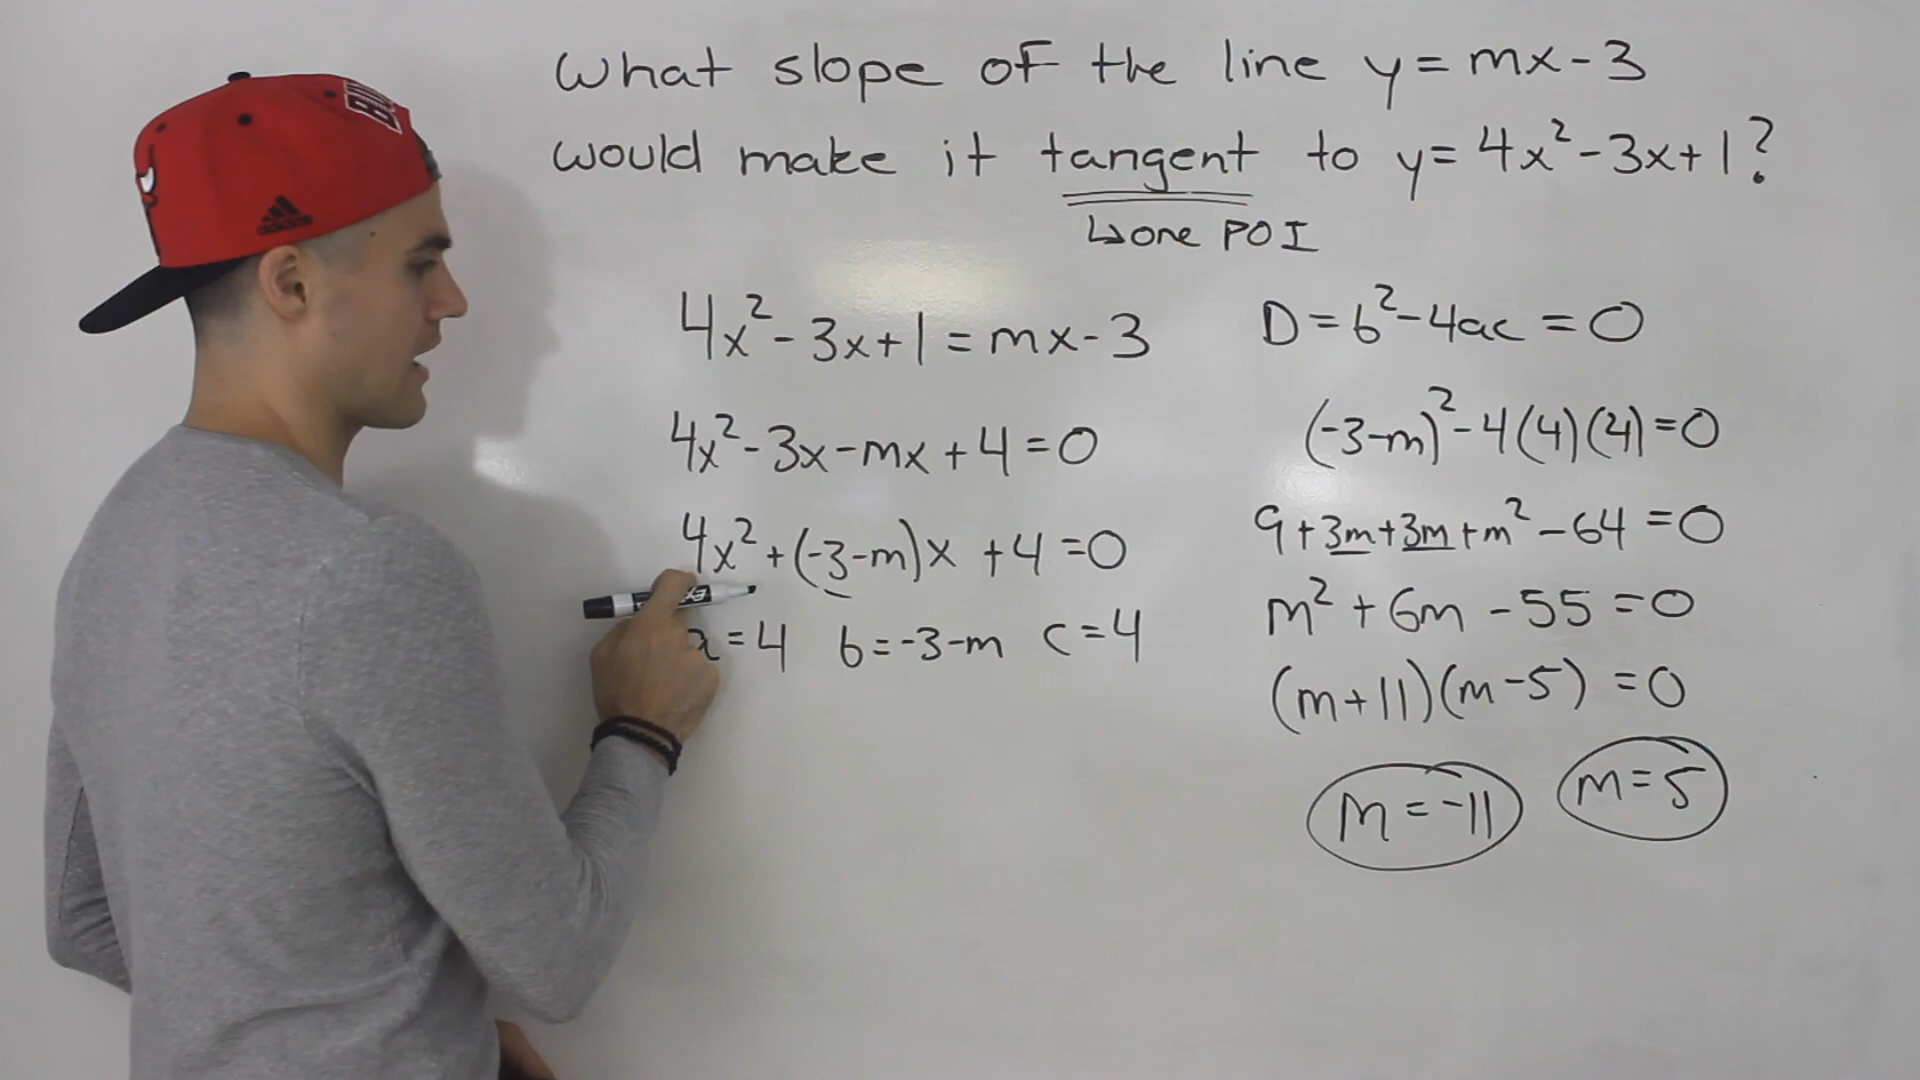 What slope of the line y = mx - 3
would make it tangent to y = 4x² - 3x + 1?
↳ one POI
4x² - 3x + 1 = mx - 3
4x² - 3x - mx + 4 = 0
4x² + (-3-m)x + 4 = 0
a = 4 b = -3-m c = 4
D = b² - 4ac = 0
(-3-m)² - 4(4)(4) = 0
9 + 3m + 3m + m² - 64 = 0
m² + 6m - 55 = 0
(m + 11)(m - 5) = 0
m = -11 m = 5
adidas